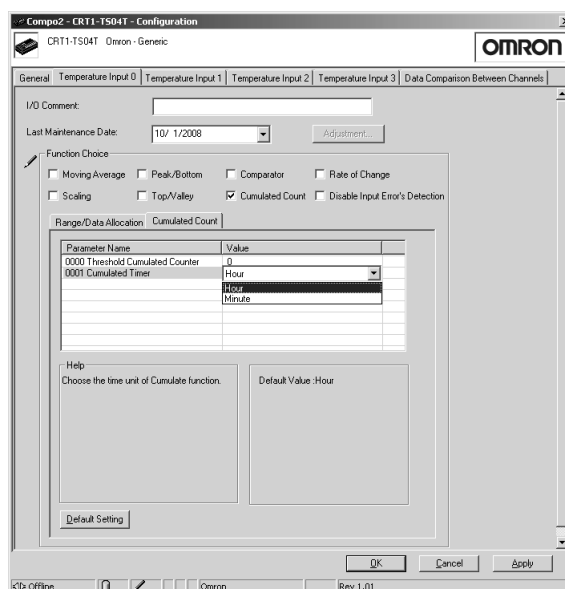 Compo2 - CRT1-TS04T - Configuration
CRT1-TS04T Omron - Generic
OMRON
General Temperature Input 0 Temperature Input 1 Temperature Input 2 Temperature Input 3 Data Comparison Between Channels
I/O Comment:
Last Maintenance Date: 10/ 1/2008 Adjustment...
Function Choice
Moving Average Peak/Bottom Comparator Rate of Change
Scaling Top/Valley Cumulated Count Disable Input Error's Detection
Range/Data Allocation Cumulated Count
Parameter Name Value
0000 Threshold Cumulated Counter 0
0001 Cumulated Timer Hour
Hour
Minute
Help
Choose the time unit of Cumulate function. Default Value :Hour
Default Setting
OK Cancel Apply
Offline Omron Rev 1.01